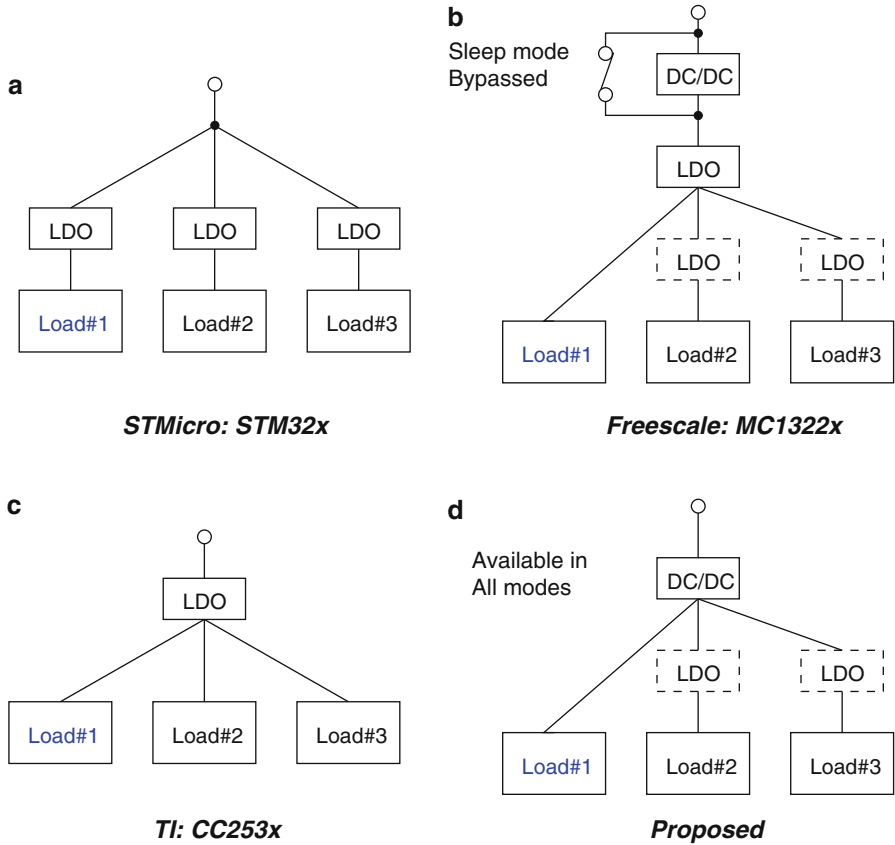 a
LDO
LDO
LDO
Load#1
Load#2
Load#3
STMicro: STM32x
b
Sleep mode
Bypassed
DC/DC
LDO
LDO
LDO
Load#1
Load#2
Load#3
Freescale: MC1322x
c
LDO
Load#1
Load#2
Load#3
TI: CC253x
d
Available in
All modes
DC/DC
LDO
LDO
Load#1
Load#2
Load#3
Proposed